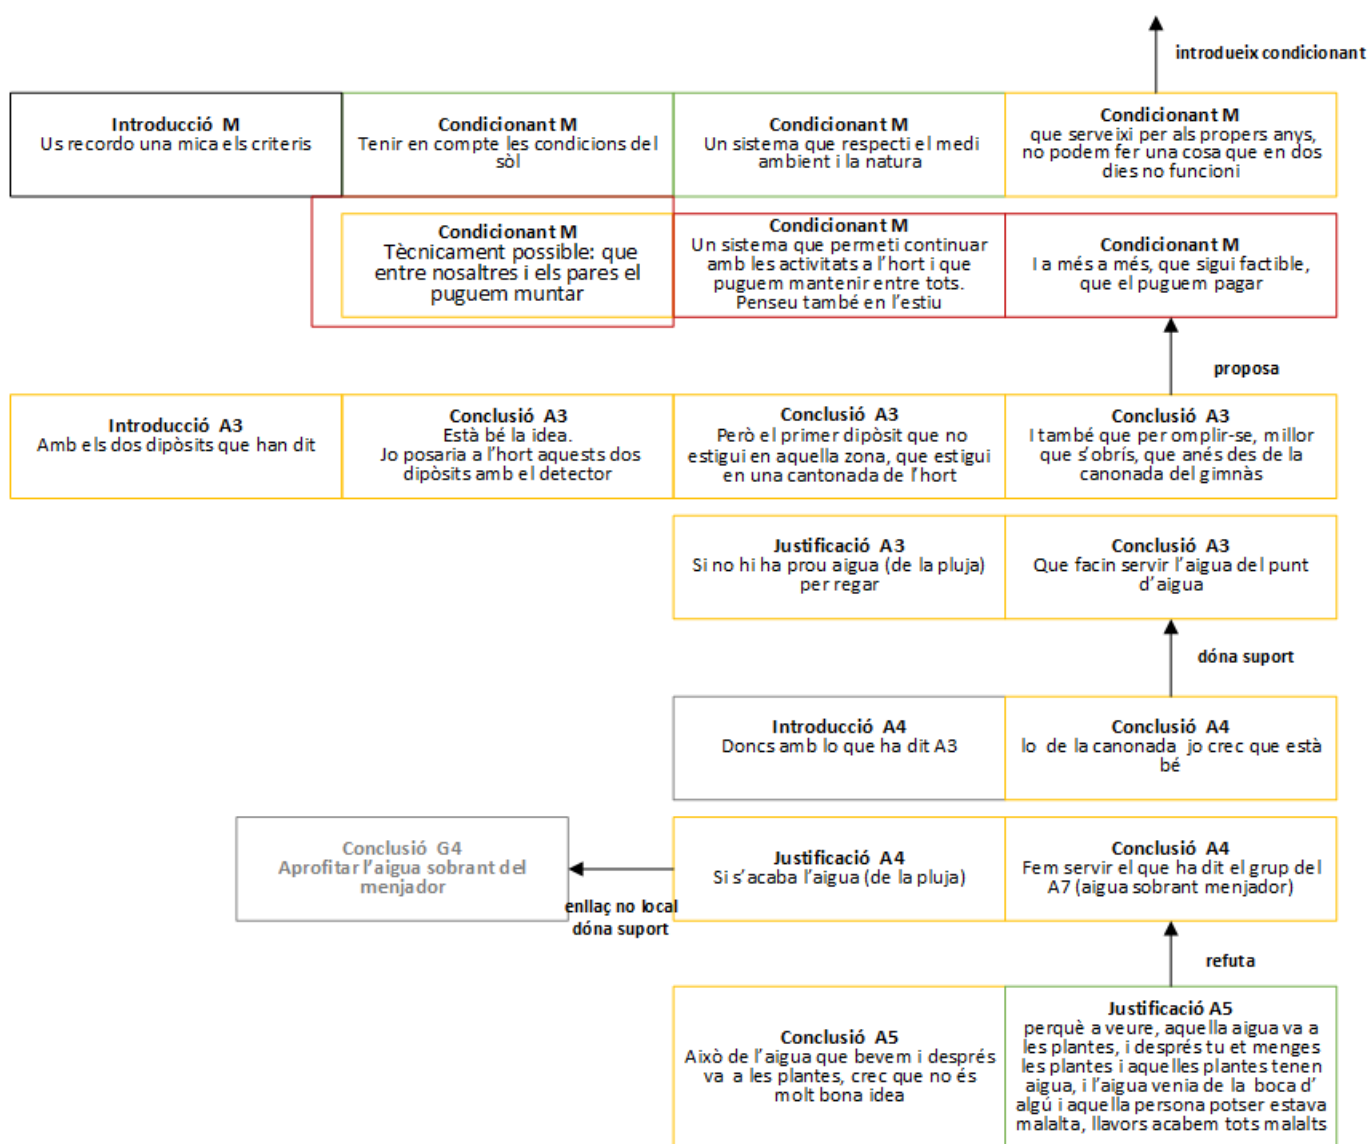 introdueix condicionant
Introducció M
Us recordo una mica els criteris
Condicionant M
Tenir en compte les condicions del
sòl
Condicionant M
Un sistema que respecti el medi
ambient i la natura
Condicionant M
que serveixi per als propers anys,
no podem fer una cosa que en dos
dies no funcioni
Condicionant M
Tècnicament possible: que
entre nosaltres i els pares el
puguem muntar
Condicionant M
Un sistema que permeti continuar
amb les activitats a l’hort i que
puguem mantenir entre tots.
Penseu també en l’estiu
Condicionant M
I a més a més, que sigui factible,
que el puguem pagar
proposa
Introducció A3
Amb els dos dipòsits que han dit
Conclusió A3
Està bé la idea.
Jo posaria a l’hort aquests dos
dipòsits amb el detector
Conclusió A3
Però el primer dipòsit que no
estigui en aquella zona, que estigui
en una cantonada de l’hort
Conclusió A3
I també que per omplir-se, millor
que s’obrís, que anés des de la
canonada del gimnàs
Justificació A3
Si no hi ha prou aigua (de la pluja)
per regar
Conclusió A3
Que facin servir l’aigua del punt
d’aigua
dóna suport
Introducció A4
Doncs amb lo que ha dit A3
Conclusió A4
lo de la canonada jo crec que està
bé
Conclusió G4
Aprofitar l’aigua sobrant del
menjador
enllaç no local
dóna suport
Justificació A4
Si s’acaba l’aigua (de la pluja)
Conclusió A4
Fem servir el que ha dit el grup del
A7 (aigua sobrant menjador)
refuta
Conclusió A5
Això de l’aigua que bevem i després
va a les plantes, crec que no és
molt bona idea
Justificació A5
perquè a veure, aquella aigua va a
les plantes, i després tu et menges
les plantes i aquelles plantes tenen
aigua, i l’aigua venia de la boca d’
algú i aquella persona potser estava
malalta, llavors acabem tots malalts